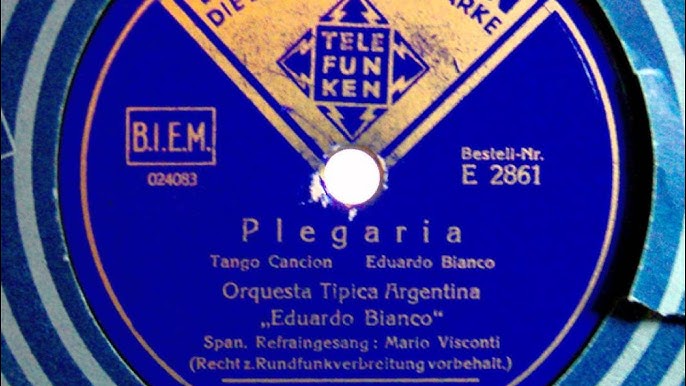 DIE
TELE
FUN
KEN
B.I.E.M.
024083
Bestell-Nr.
E 2861
Plegaria
Tango Cancion Eduardo Bianco
Orquesta Tipica Argentina
„Eduardo Bianco“
Span. Refraingesang: Mario Visconti
(Recht z. Rundfunkverbreitung vorbehalt.)